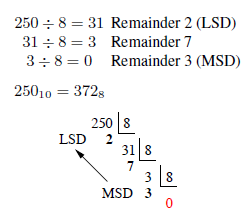 250 ÷ 8 = 31 Remainder 2 (LSD)
31 ÷ 8 = 3 Remainder 7
3 ÷ 8 = 0 Remainder 3 (MSD)
250₁₀ = 372₈
250 8
LSD 2 31 8
7 3 8
MSD 3 0